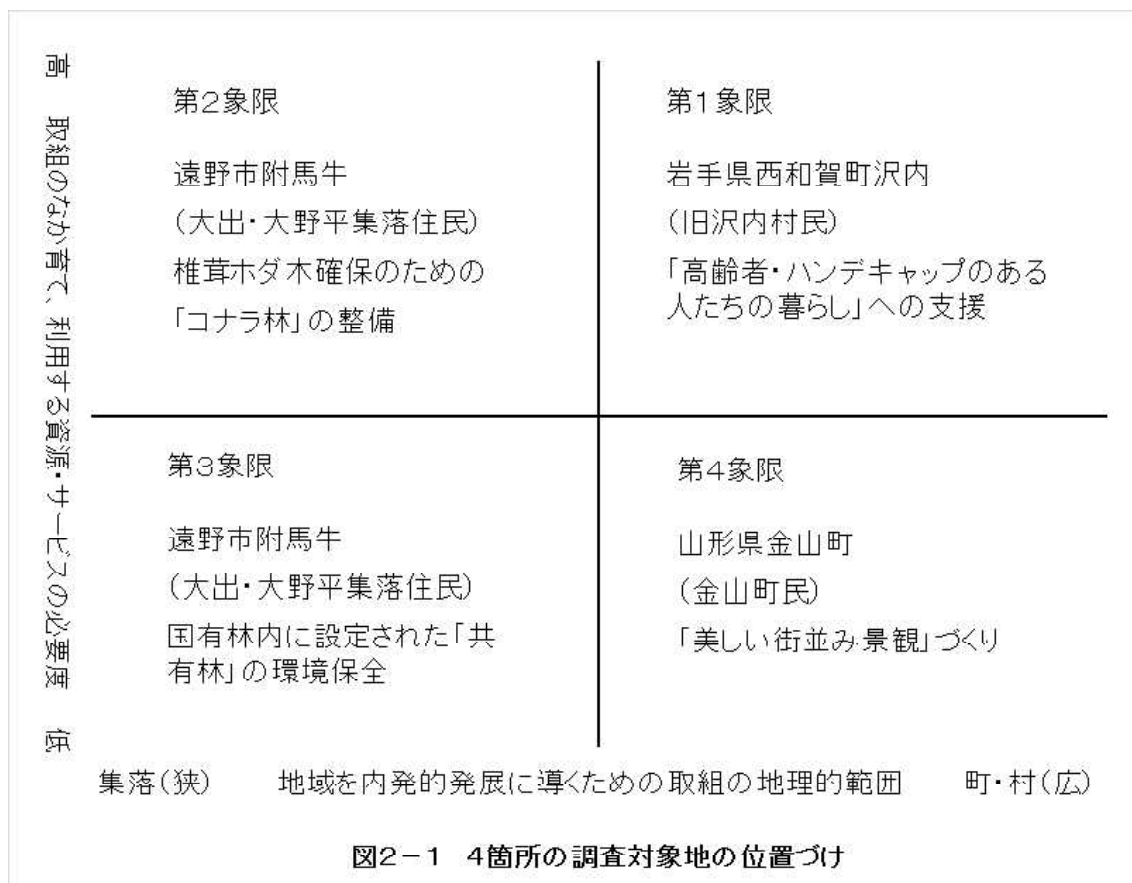 高 取組のなか育て、利用する資源・サービスの必要度 低
第2象限
遠野市附馬牛
(大出・大野平集落住民)
椎茸ホダ木確保のための
「コナラ林」の整備
第1象限
岩手県西和賀町沢内
(旧沢内村民)
「高齢者・ハンデキャップのある
人たちの暮らし」への支援
第3象限
遠野市附馬牛
(大出・大野平集落住民)
国有林内に設定された「共
有林」の環境保全
第4象限
山形県金山町
(金山町民)
「美しい街並み景観」づくり
集落(狭) 地域を内発的発展に導くための取組の地理的範囲 町・村(広)
図2-1 4箇所の調査対象地の位置づけ